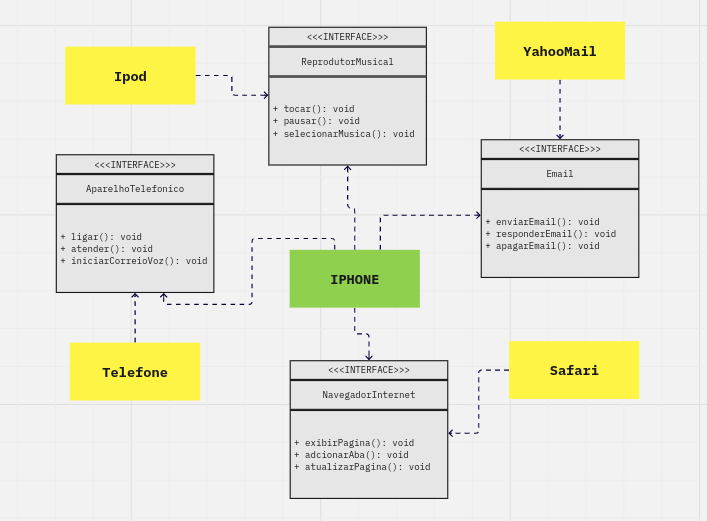 Ipod
<<<INTERFACE>>>
ReprodutorMusical
+ tocar(): void
+ pausar(): void
+ selecionarMusica(): void
YahooMail
<<<INTERFACE>>>
Email
+ enviarEmail(): void
+ responderEmail(): void
+ apagarEmail(): void
<<<INTERFACE>>>
AparelhoTelefonico
+ ligar(): void
+ atender(): void
+ iniciarCorreioVoz(): void
IPHONE
Telefone
<<<INTERFACE>>>
NavegadorInternet
+ exibirPagina(): void
+ adcionarAba(): void
+ atualizarPagina(): void
Safari